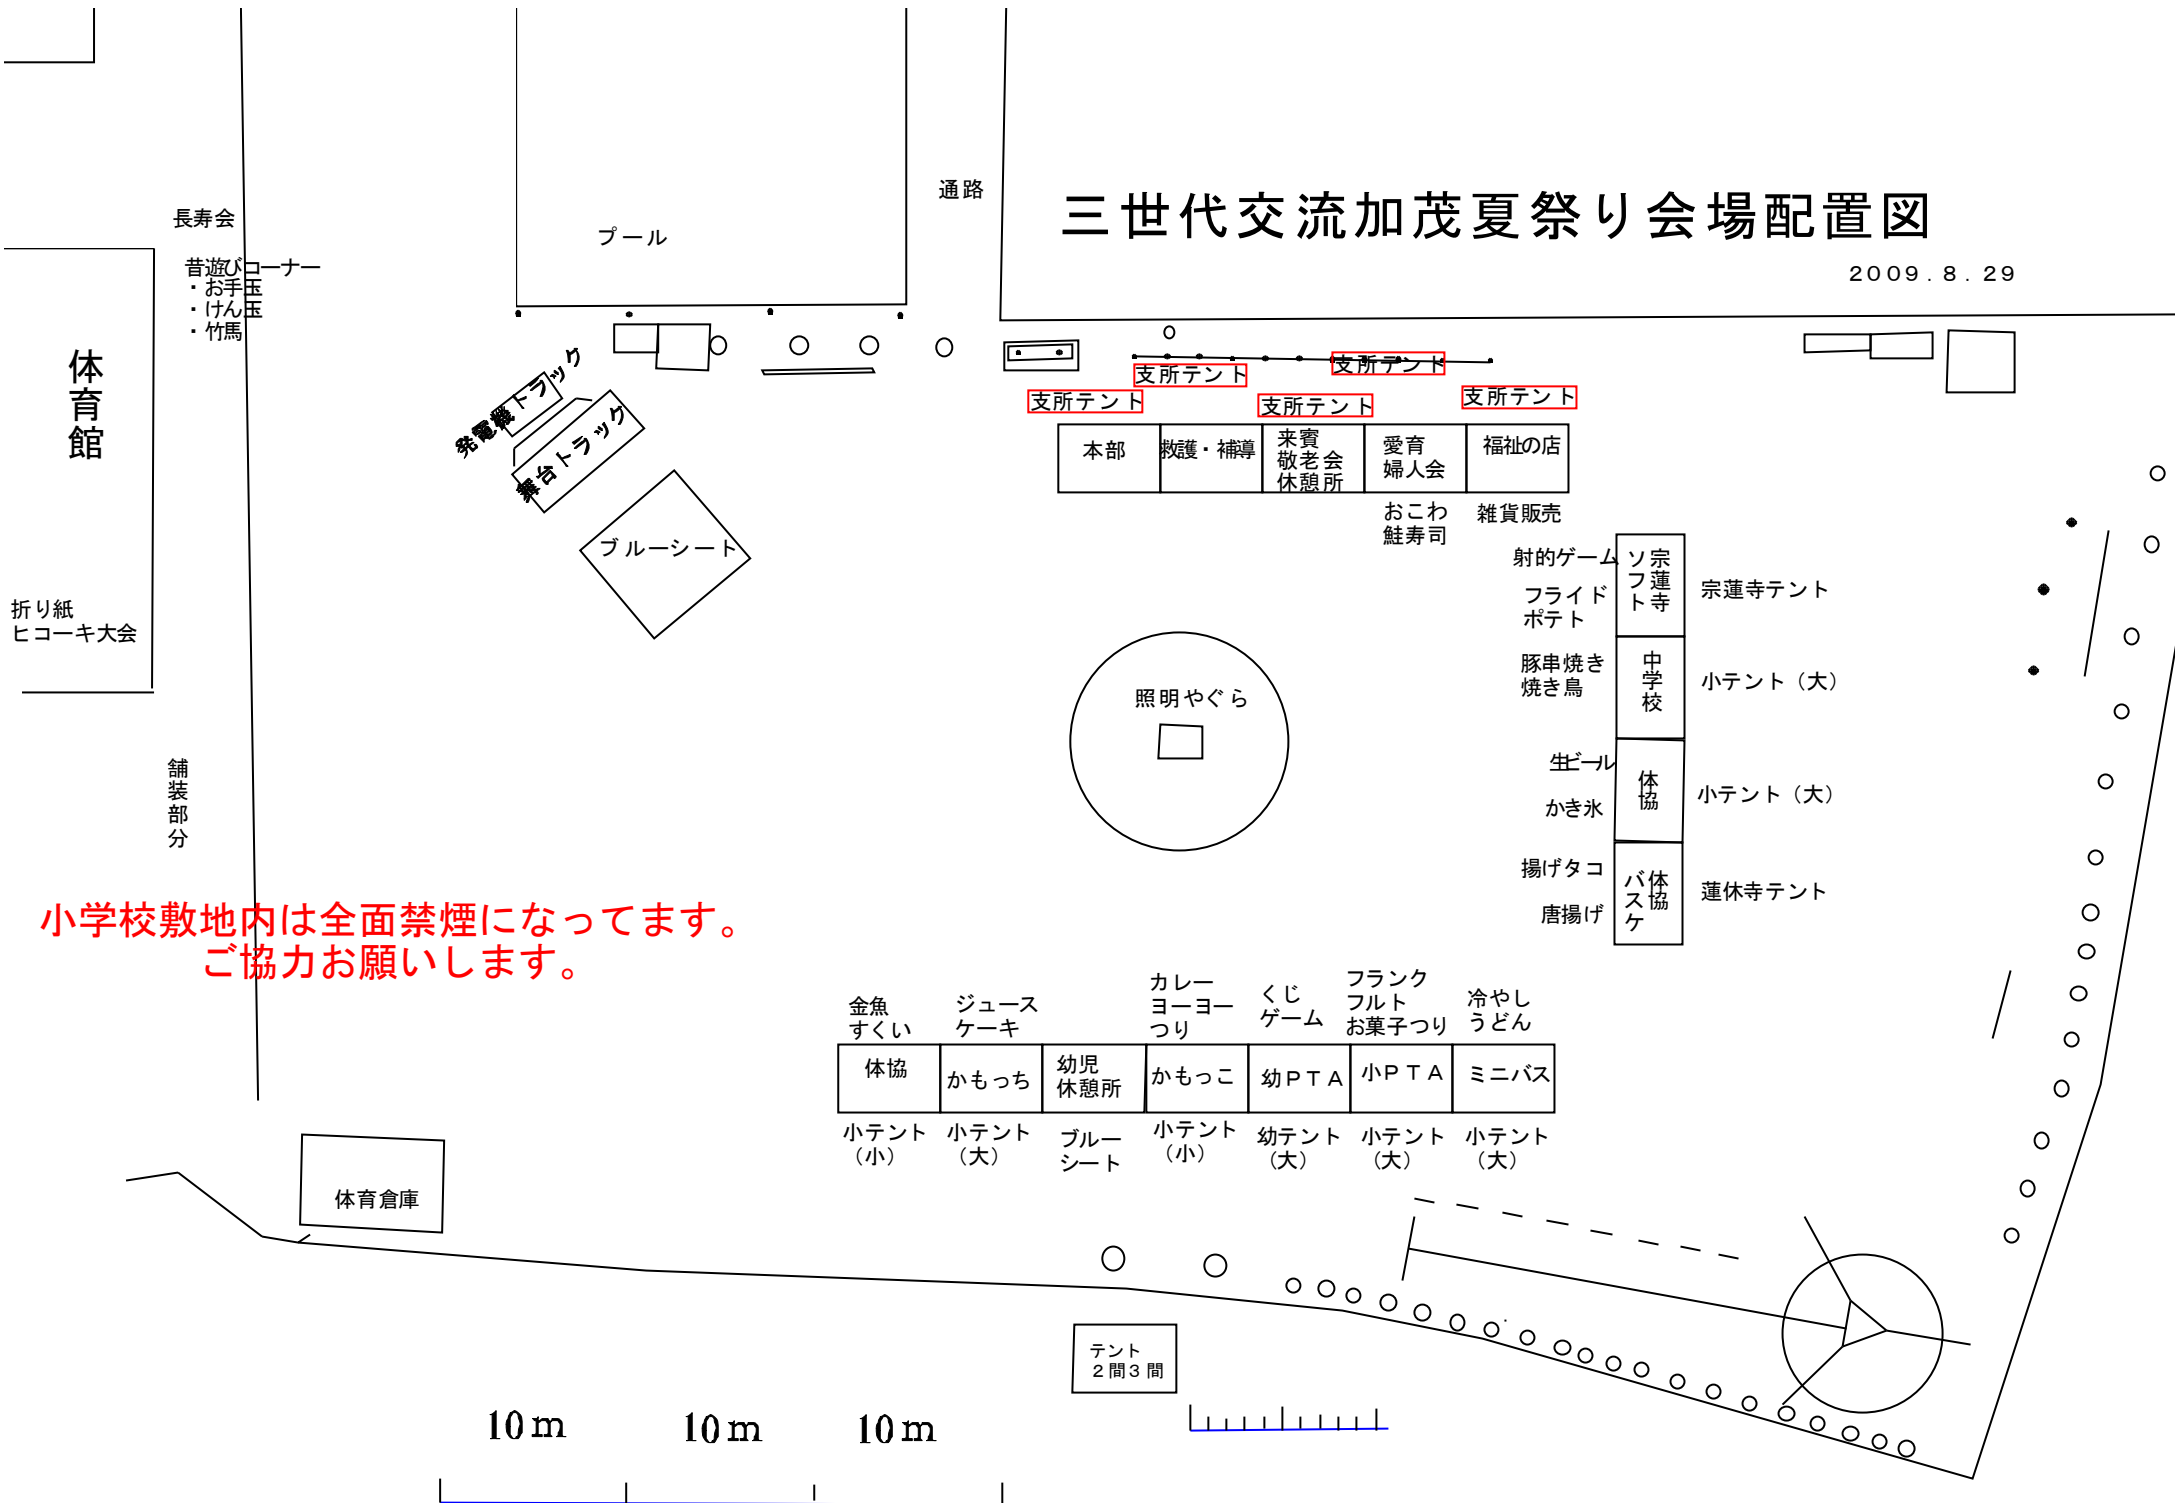 三世代交流加茂夏祭り会場配置図
2009.8.29
通路
プール
長寿会
昔遊びコーナー
・お手玉
・けん玉
・竹馬
体育館
折り紙
ヒコーキ大会
舗装部分
発電機トラック
舞台トラック
ブルーシート
支所テント
支所テント
支所テント
支所テント
支所テント
本部
救護・補導
来賓
敬老会
休憩所
愛育
婦人会
福祉の店
おこわ
鮭寿司
雑貨販売
射的ゲーム
フライド
ポテト
宗蓮寺
ソフト
宗蓮寺テント
豚串焼き
焼き鳥
中学校
小テント（大）
生ビール
かき氷
体協
小テント（大）
揚げタコ
唐揚げ
体協
バスケ
蓮休寺テント
照明やぐら
小学校敷地内は全面禁煙になってます。
ご協力お願いします。
金魚
すくい
ジュース
ケーキ
カレー
ヨーヨー
つり
くじ
ゲーム
フランク
フルト
お菓子つり
冷やし
うどん
体協
かもっち
幼児
休憩所
かもっこ
幼ＰＴＡ
小ＰＴＡ
ミニバス
小テント
（小）
小テント
（大）
ブルー
シート
小テント
（小）
幼テント
（大）
小テント
（大）
小テント
（大）
体育倉庫
テント
２間３間
10m
10m
10m